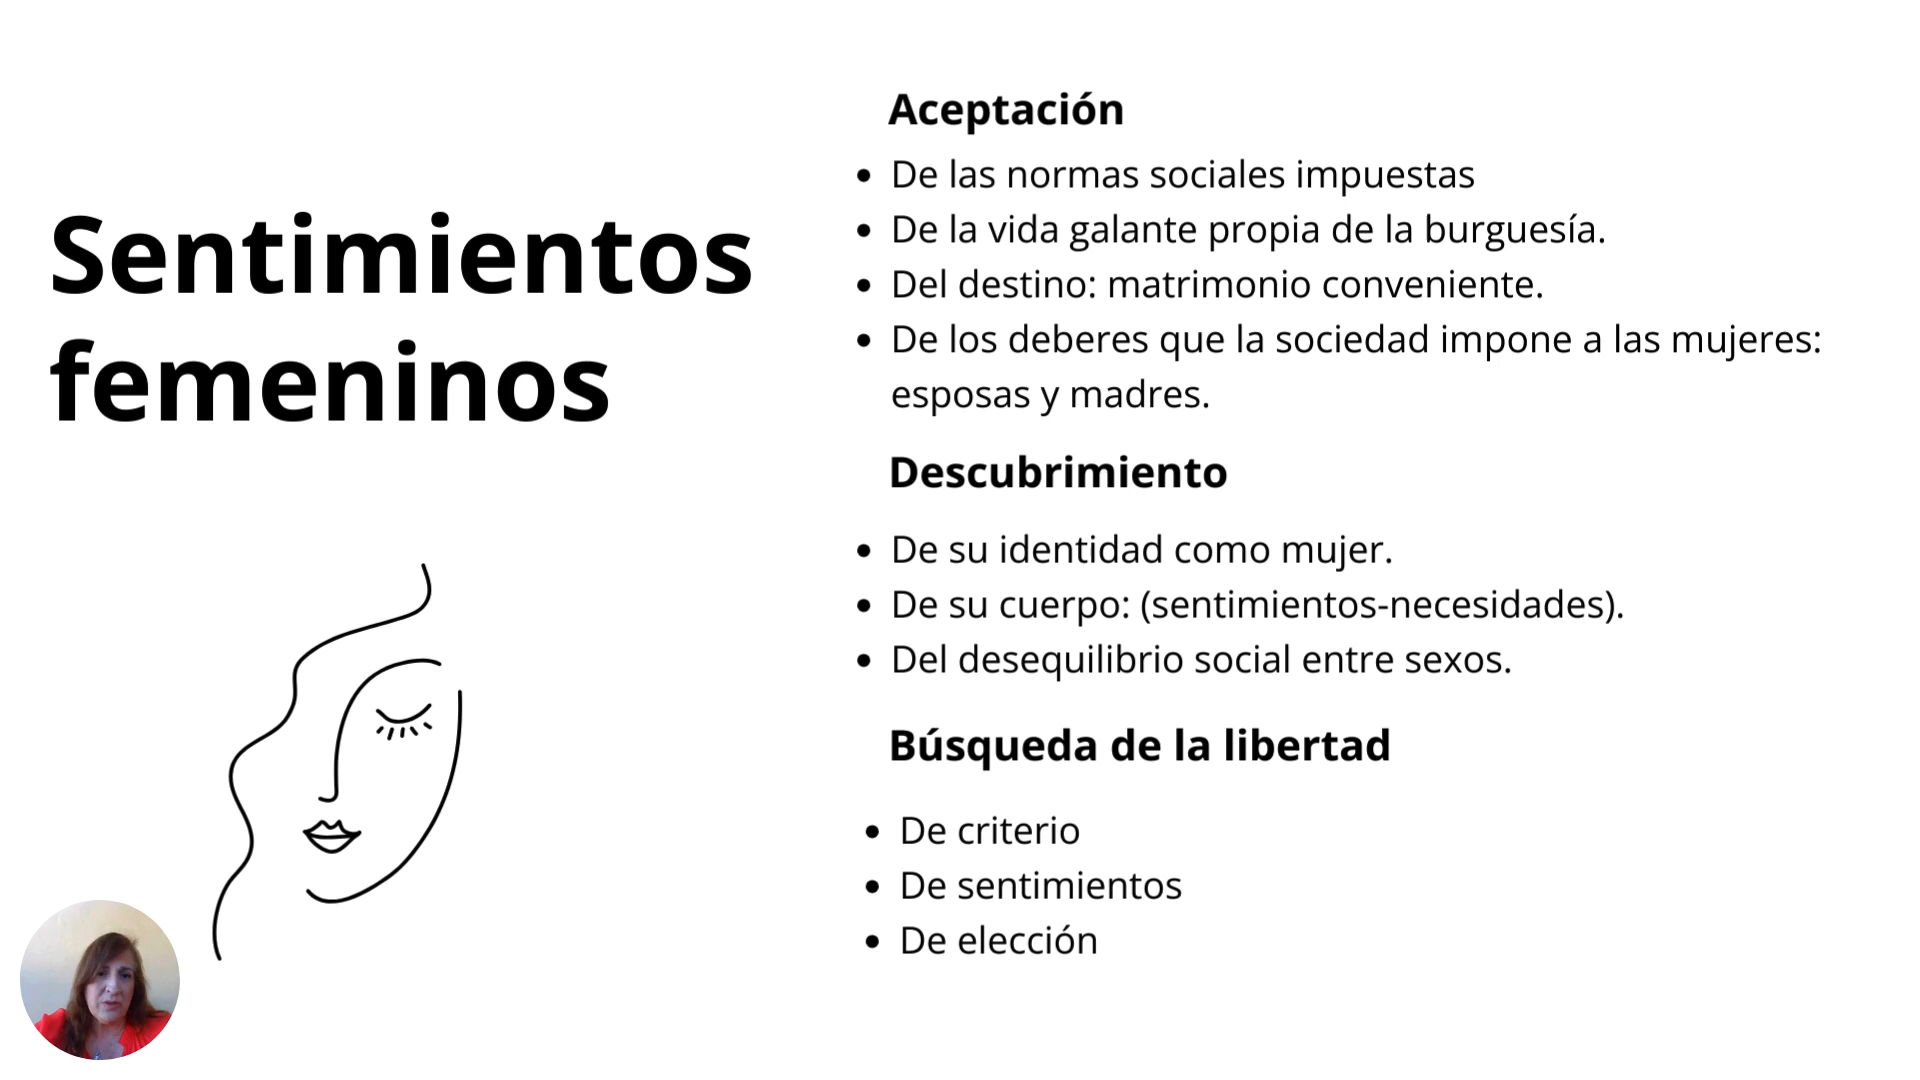 Sentimientos
femeninos
Aceptación
• De las normas sociales impuestas
• De la vida galante propia de la burguesía.
• Del destino: matrimonio conveniente.
• De los deberes que la sociedad impone a las mujeres:
esposas y madres.
Descubrimiento
• De su identidad como mujer.
• De su cuerpo: (sentimientos-necesidades).
• Del desequilibrio social entre sexos.
Búsqueda de la libertad
• De criterio
• De sentimientos
• De elección